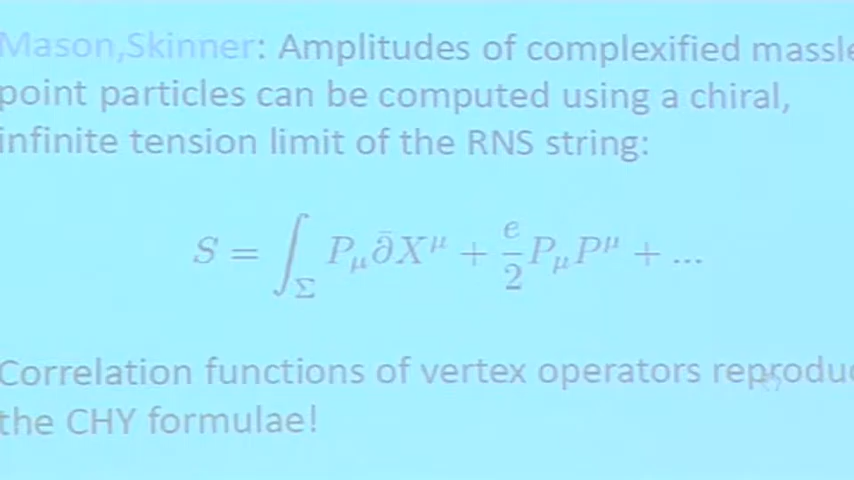 Mason,Skinner: Amplitudes of complexified massle
point particles can be computed using a chiral,
infinite tension limit of the RNS string:
S = ∫_Σ P_μ ∂̄X^μ + e/2 P_μ P^μ + ...
Correlation functions of vertex operators reproduc
the CHY formulae!